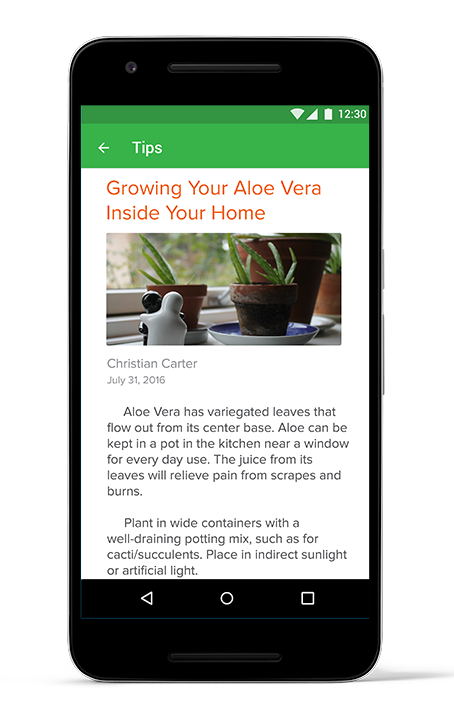 12:30
Tips
Growing Your Aloe Vera
Inside Your Home
Christian Carter
July 31, 2016
Aloe Vera has variegated leaves that
flow out from its center base. Aloe can be
kept in a pot in the kitchen near a window
for every day use. The juice from its
leaves will relieve pain from scrapes and
burns.
Plant in wide containers with a
well-draining potting mix, such as for
cacti/succulents. Place in indirect sunlight
or artificial light.